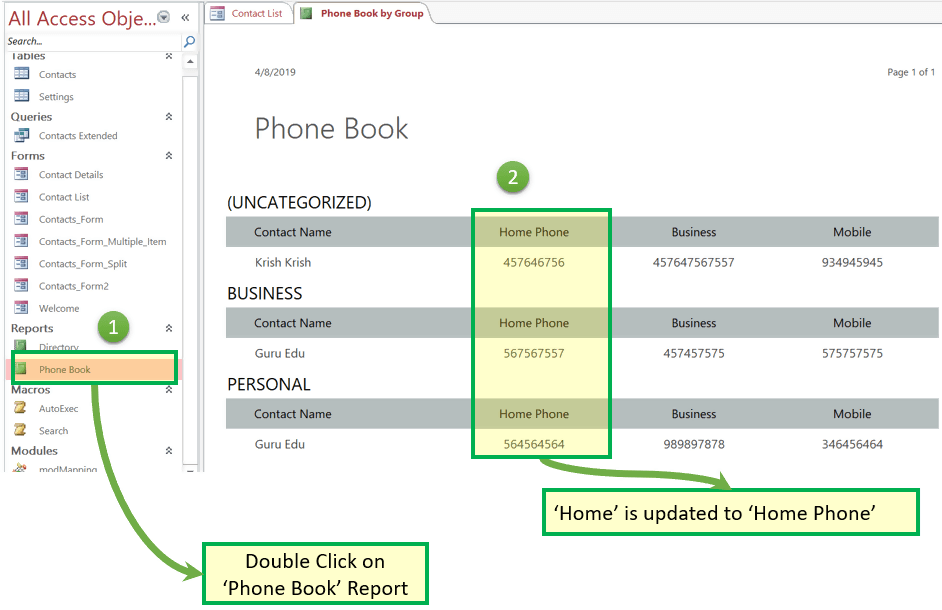 All Access Obje...
Search...
Tables
Contacts
Settings
Queries
Contacts Extended
Forms
Contact Details
Contact List
Contacts_Form
Contacts_Form_Multiple_Item
Contacts_Form_Split
Contacts_Form2
Welcome
Reports
1
Directory
Phone Book
Macros
AutoExec
Search
Modules
modMapping
Contact List
Phone Book by Group
4/8/2019 Page 1 of 1
Phone Book
2
(UNCATEGORIZED)
Contact Name Home Phone Business Mobile
Krish Krish 457646756 457647567557 934945945
BUSINESS
Contact Name Home Phone Business Mobile
Guru Edu 567567557 457457575 575757575
PERSONAL
Contact Name Home Phone Business Mobile
Guru Edu 564564564 989897878 346456464
‘Home’ is updated to ‘Home Phone’
Double Click on
‘Phone Book’ Report